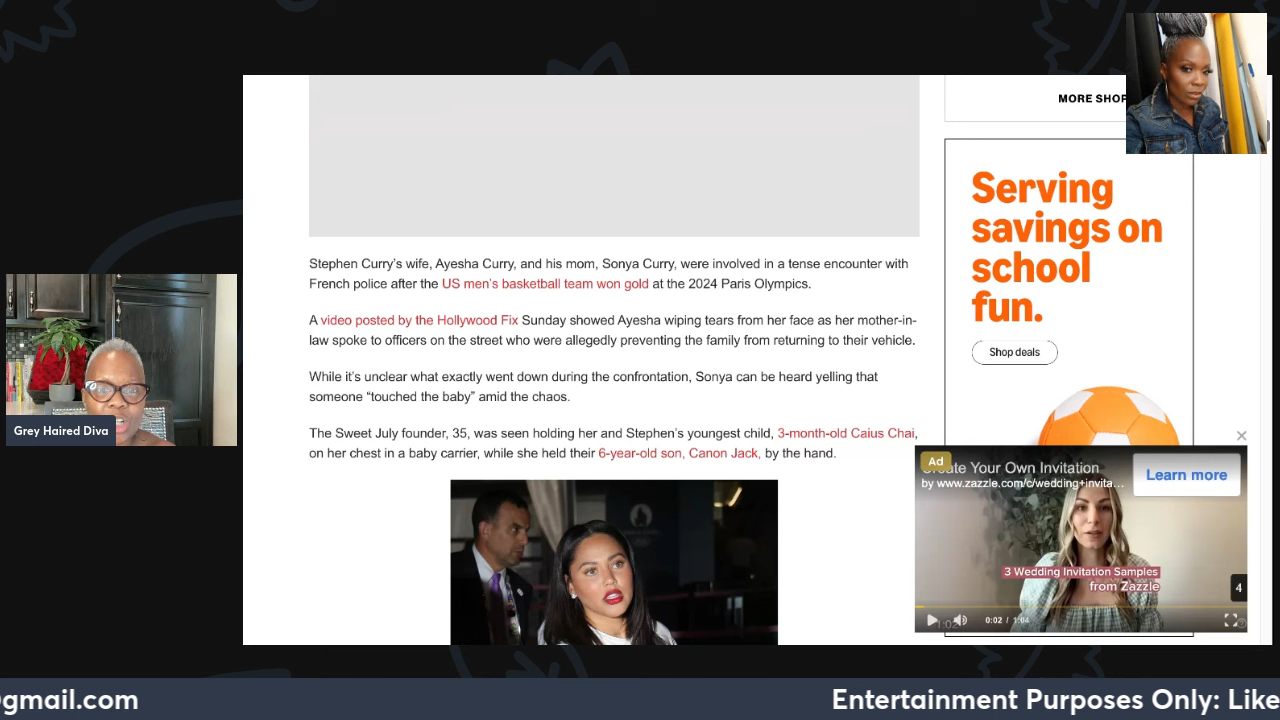 MORE SHOP
Serving
savings on
school
fun.
Shop deals
Stephen Curry's wife, Ayesha Curry, and his mom, Sonya Curry, were involved in a tense encounter with
French police after the US men's basketball team won gold at the 2024 Paris Olympics.
A video posted by the Hollywood Fix Sunday showed Ayesha wiping tears from her face as her mother-in-
law spoke to officers on the street who were allegedly preventing the family from returning to their vehicle.
While it's unclear what exactly went down during the confrontation, Sonya can be heard yelling that
someone “touched the baby” amid the chaos.
The Sweet July founder, 35, was seen holding her and Stephen's youngest child, 3-month-old Caius Chai,
on her chest in a baby carrier, while she held their 6-year-old son, Canon Jack, by the hand.
Grey Haired Diva
Ad
Create Your Own Invitation
by www.zazzle.com/c/wedding+invita...
Learn more
3 Wedding Invitation Samples
from Zazzle
4
0:02 / 1:04
gmail.com
Entertainment Purposes Only: Like